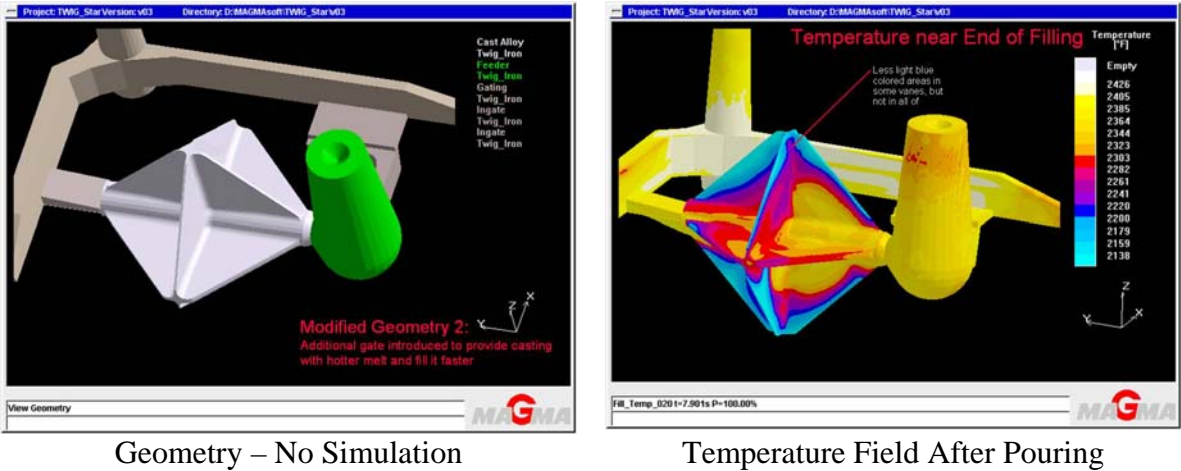 Project: TWIG_StarVersion: v03 Directory: D:\MAGMAsoft\TWIG_Star\v03
Cast Alloy
Twig_Iron
Feeder
Twig_Iron
Gating
Twig_Iron
Ingate
Twig_Iron
Ingate
Twig_Iron
Modified Geometry 2:
Additional gate introduced to provide casting
with hotter melt and fill it faster
Z
X
Y
View Geometry
MAGMA
Geometry – No Simulation
Project: TWIG_StarVersion: v03 Directory: D:\MAGMAsoft\TWIG_Star\v03
Temperature near End of Filling
Temperature
[°F]
Less light blue
colored areas in
some vanes, but
not in all of
Empty
2426
2405
2385
2364
2344
2323
2303
2282
2261
2241
2220
2200
2179
2159
2138
Z
X
Y
Fill_Temp_020 t=7.901s P=100.00%
MAGMA
Temperature Field After Pouring